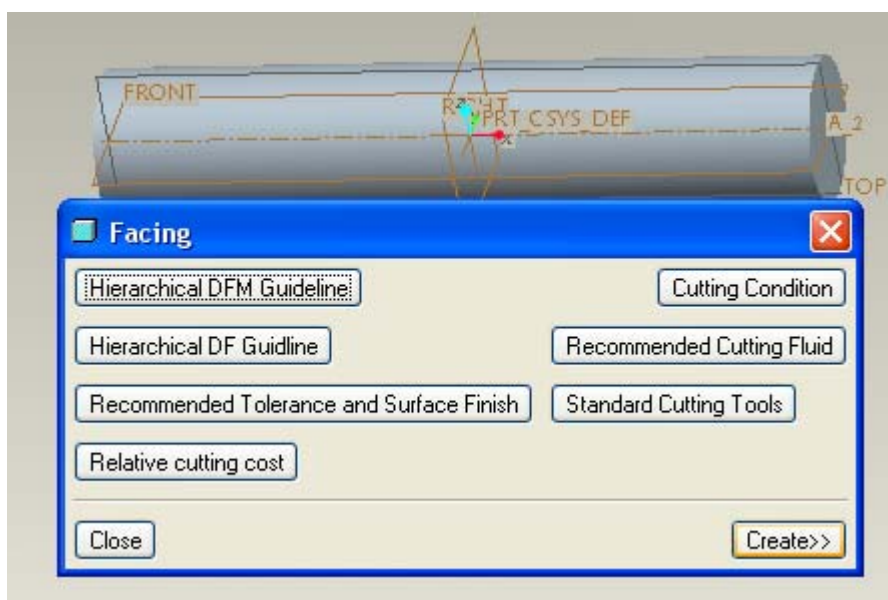 FRONT
PRT_CSYS_DEF
x
A_2
TOP
Facing
Hierarchical DFM Guideline
Cutting Condition
Hierarchical DF Guidline
Recommended Cutting Fluid
Recommended Tolerance and Surface Finish
Standard Cutting Tools
Relative cutting cost
Close
Create>>